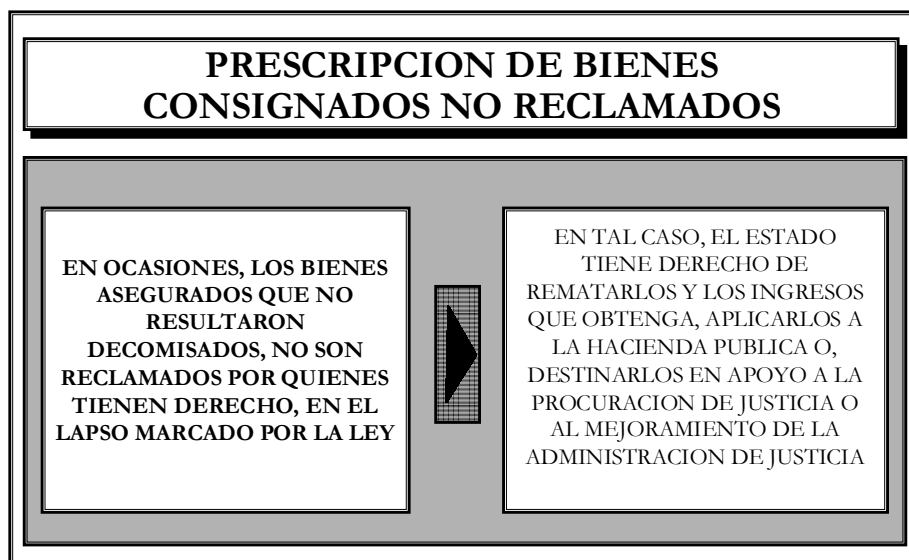 PRESCRIPCION DE BIENES
CONSIGNADOS NO RECLAMADOS
EN OCASIONES, LOS BIENES
ASEGURADOS QUE NO
RESULTARON
DECOMISADOS, NO SON
RECLAMADOS POR QUIENES
TIENEN DERECHO, EN EL
LAPSO MARCADO POR LA LEY
EN TAL CASO, EL ESTADO
TIENE DERECHO DE
REMATARLOS Y LOS INGRESOS
QUE OBTENGA, APLICARLOS A
LA HACIENDA PUBLICA O,
DESTINARLOS EN APOYO A LA
PROCURACION DE JUSTICIA O
AL MEJORAMIENTO DE LA
ADMINISTRACION DE JUSTICIA